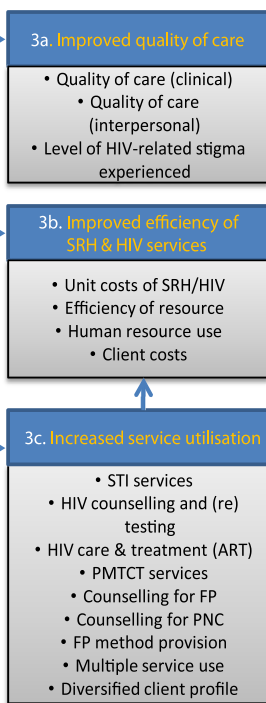 3a. Improved quality of care
• Quality of care (clinical)
• Quality of care
(interpersonal)
• Level of HIV-related stigma
experienced
3b. Improved efficiency of
SRH & HIV services
• Unit costs of SRH/HIV
• Efficiency of resource
• Human resource use
• Client costs
3c. Increased service utilisation
• STI services
• HIV counselling and (re)
testing
• HIV care & treatment (ART)
• PMTCT services
• Counselling for FP
• Counselling for PNC
• FP method provision
• Multiple service use
• Diversified client profile